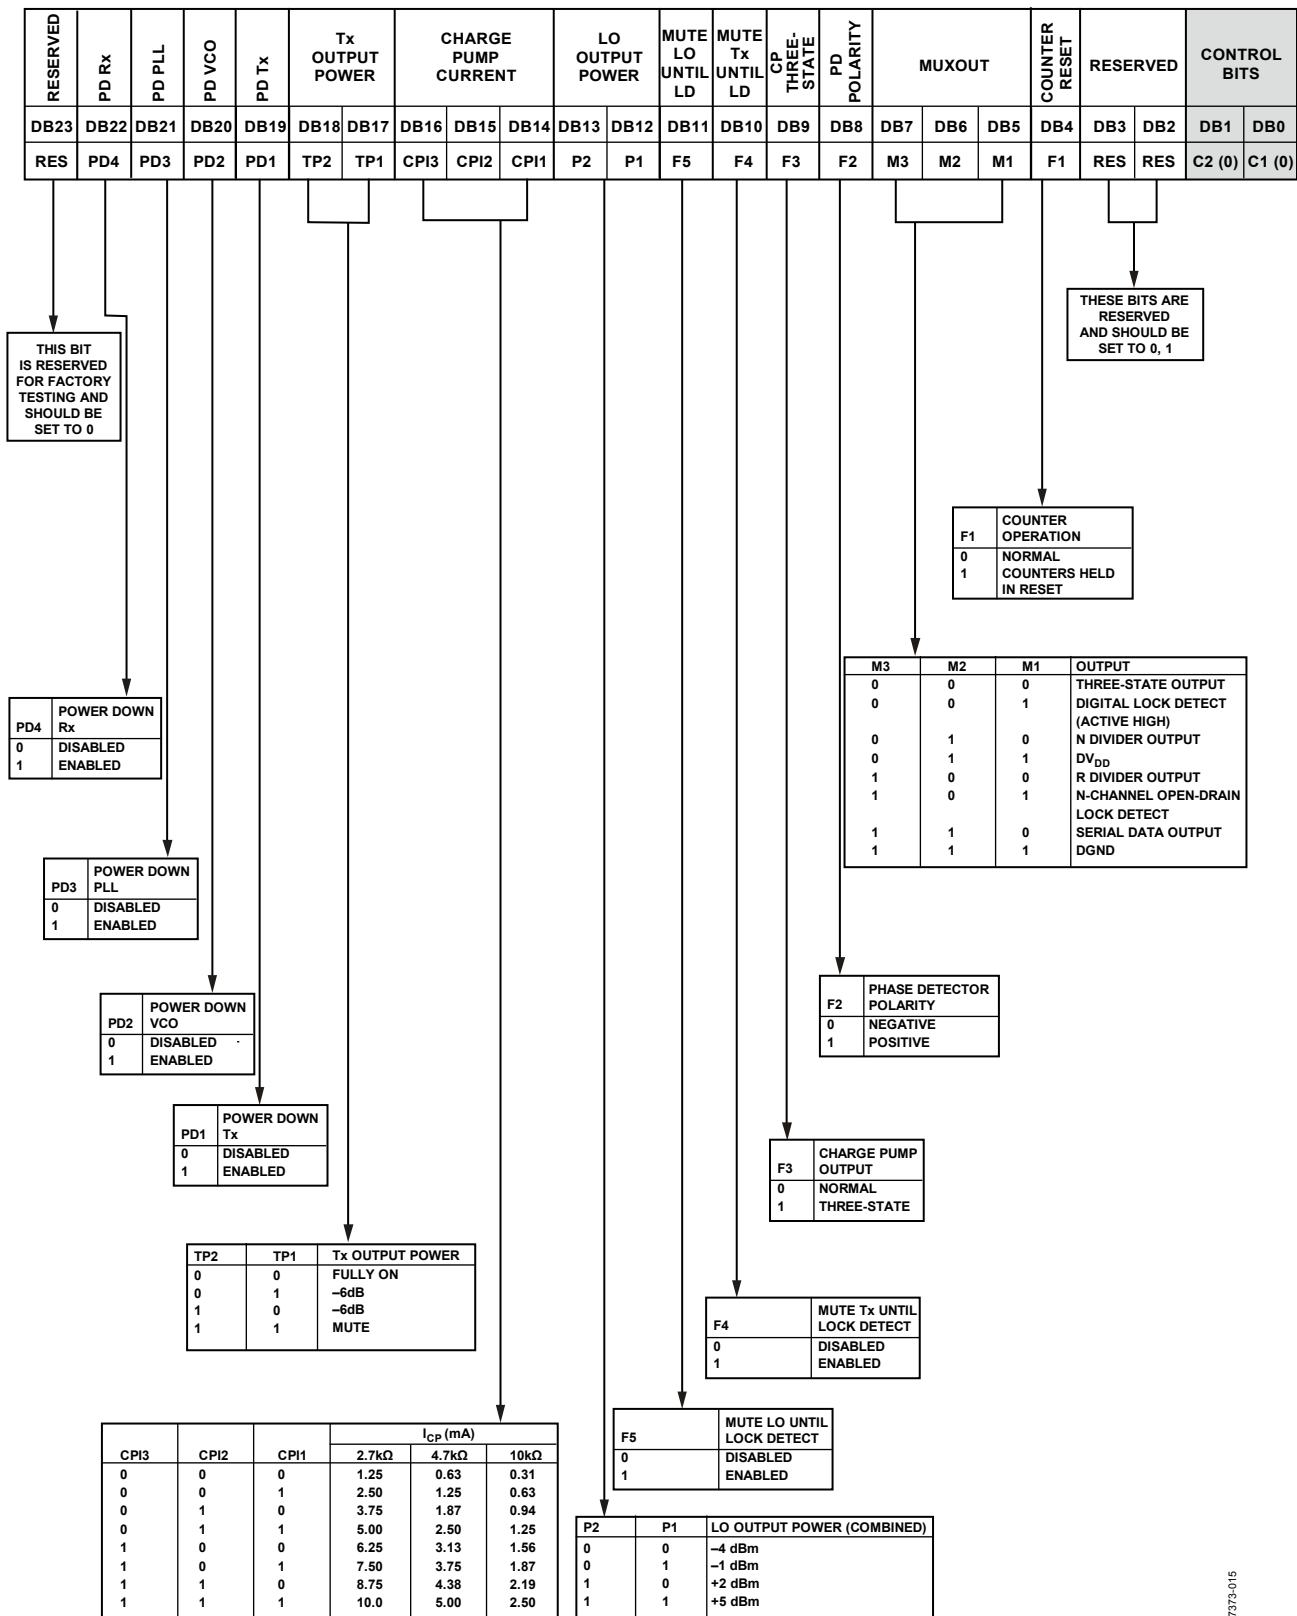 RESERVED
PD Rx
PD PLL
PD VCO
PD Tx
Tx
OUTPUT
POWER
CHARGE
PUMP
CURRENT
LO
OUTPUT
POWER
MUTE
LO
UNTIL
LD
MUTE
Tx
UNTIL
LD
CP
THREE-
STATE
PD
POLARITY
MUXOUT
COUNTER
RESET
RESERVED
CONTROL
BITS
DB23 DB22 DB21 DB20 DB19 DB18 DB17 DB16 DB15 DB14 DB13 DB12 DB11 DB10 DB9 DB8 DB7 DB6 DB5 DB4 DB3 DB2 DB1 DB0
RES PD4 PD3 PD2 PD1 TP2 TP1 CPI3 CPI2 CPI1 P2 P1 F5 F4 F3 F2 M3 M2 M1 F1 RES RES C2 (0) C1 (0)
THESE BITS ARE
RESERVED
AND SHOULD BE
SET TO 0, 1
THIS BIT
IS RESERVED
FOR FACTORY
TESTING AND
SHOULD BE
SET TO 0
COUNTER
F1 OPERATION
0 NORMAL
1 COUNTERS HELD
IN RESET
M3 M2 M1 OUTPUT
0 0 0 THREE-STATE OUTPUT
0 0 1 DIGITAL LOCK DETECT
(ACTIVE HIGH)
0 1 0 N DIVIDER OUTPUT
0 1 1 DVDD
1 0 0 R DIVIDER OUTPUT
1 0 1 N-CHANNEL OPEN-DRAIN
LOCK DETECT
1 1 0 SERIAL DATA OUTPUT
1 1 1 DGND
POWER DOWN
PD4 Rx
0 DISABLED
1 ENABLED
POWER DOWN
PD3 PLL
0 DISABLED
1 ENABLED
PHASE DETECTOR
F2 POLARITY
0 NEGATIVE
1 POSITIVE
POWER DOWN
PD2 VCO
0 DISABLED
1 ENABLED
POWER DOWN
PD1 Tx
0 DISABLED
1 ENABLED
CHARGE PUMP
F3 OUTPUT
0 NORMAL
1 THREE-STATE
TP2 TP1 Tx OUTPUT POWER
0 0 FULLY ON
0 1 –6dB
1 0 –6dB
1 1 MUTE
MUTE Tx UNTIL
F4 LOCK DETECT
0 DISABLED
1 ENABLED
MUTE LO UNTIL
F5 LOCK DETECT
0 DISABLED
1 ENABLED
ICP (mA)
CPI3 CPI2 CPI1 2.7kΩ 4.7kΩ 10kΩ
0 0 0 1.25 0.63 0.31
0 0 1 2.50 1.25 0.63
0 1 0 3.75 1.87 0.94
0 1 1 5.00 2.50 1.25
1 0 0 6.25 3.13 1.56
1 0 1 7.50 3.75 1.87
1 1 0 8.75 4.38 2.19
1 1 1 10.0 5.00 2.50
P2 P1 LO OUTPUT POWER (COMBINED)
0 0 –4 dBm
0 1 –1 dBm
1 0 +2 dBm
1 1 +5 dBm
7373-015